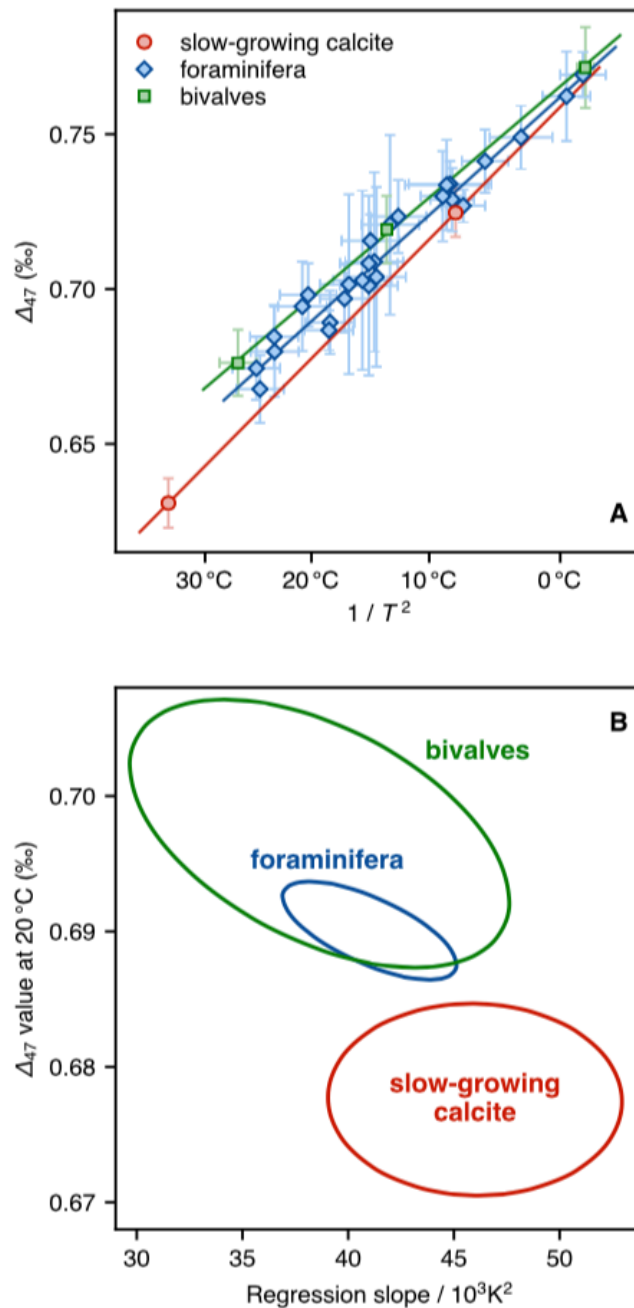 slow-growing calcite
foraminifera
bivalves
0.75
0.70
0.65
Δ47 (‰)
A
30 °C
20 °C
10 °C
0 °C
1 / T²
B
bivalves
foraminifera
slow-growing
calcite
0.70
0.69
0.68
0.67
Δ47 value at 20 °C (‰)
30
35
40
45
50
Regression slope / 10³K²